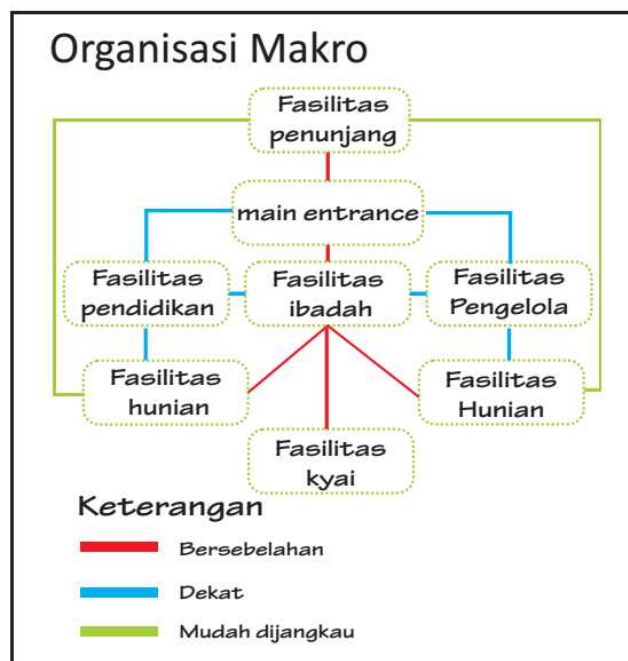 Organisasi Makro
Fasilitas
penunjang
main entrance
Fasilitas
pendidikan
Fasilitas
ibadah
Fasilitas
Pengelola
Fasilitas
hunian
Fasilitas
Hunian
Fasilitas
kyai
Keterangan
Bersebelahan
Dekat
Mudah dijangkau